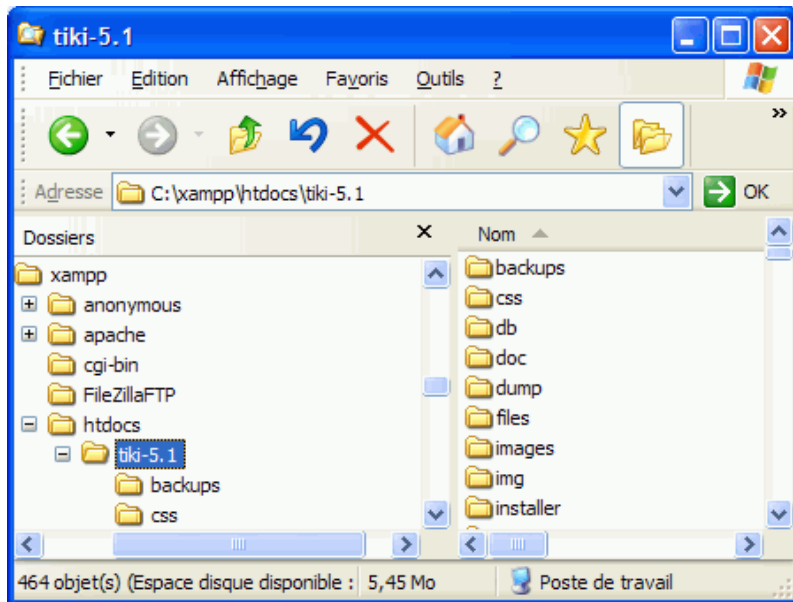 tiki-5.1
Fichier Edition Affichage Favoris Outils ?
»
Adresse C:\xampp\htdocs\tiki-5.1 OK
Dossiers
xampp
anonymous
apache
cgi-bin
FileZillaFTP
htdocs
tiki-5.1
backups
css
Nom
backups
css
db
doc
dump
files
images
img
installer
464 objet(s) (Espace disque disponible : 5,45 Mo Poste de travail